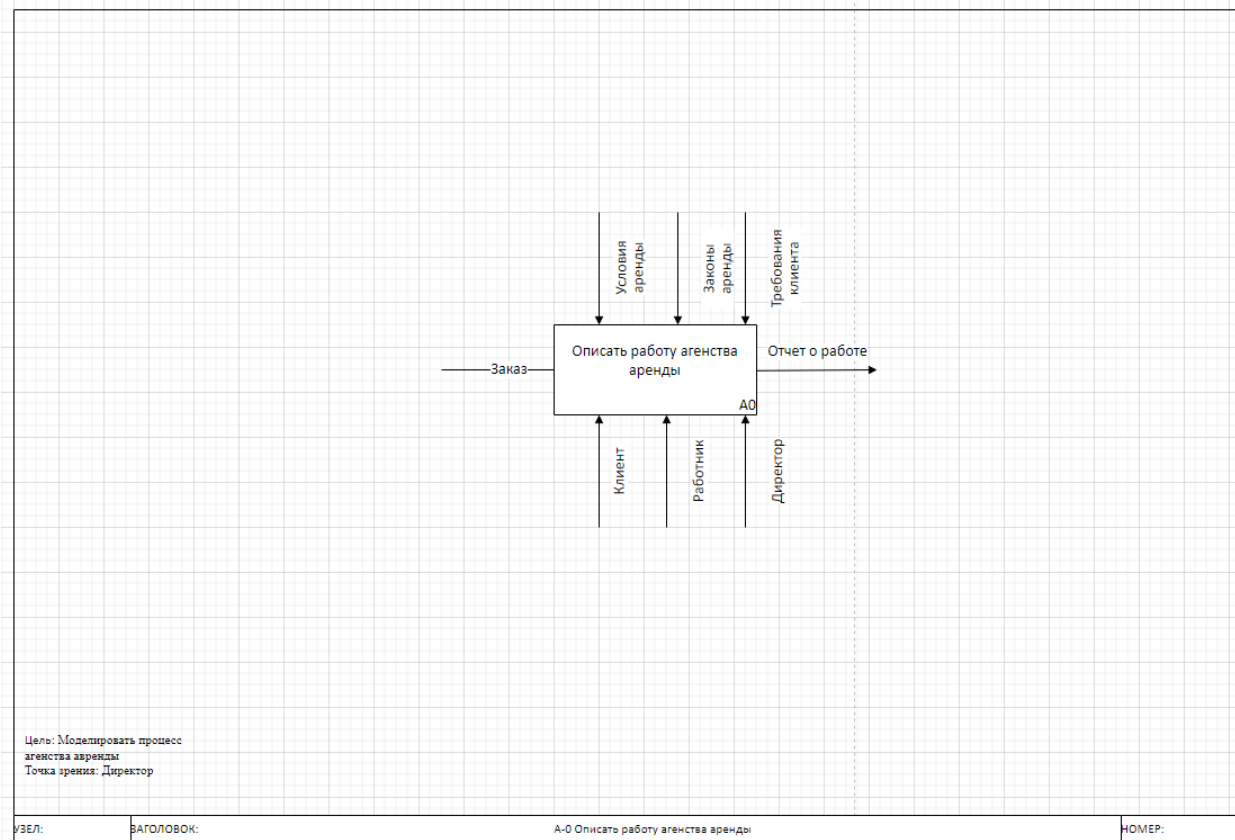 Условия
аренды
Законы
аренды
Требования
клиента
Заказ
Описать работу агенства
аренды
A0
Отчет о работе
Клиент
Работник
Директор
Цель: Моделировать процесс
агенства авренды
Точка зрения: Директор
УЗЕЛ:
ЗАГОЛОВОК:
A-0 Описать работу агенства аренды
НОМЕР: